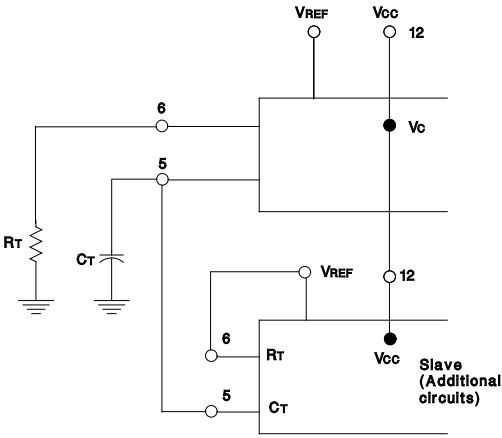 VREF
VCC
12
6
VC
5
RT
CT
VREF
12
6
RT
VCC
Slave
(Additional
circuits)
5
CT